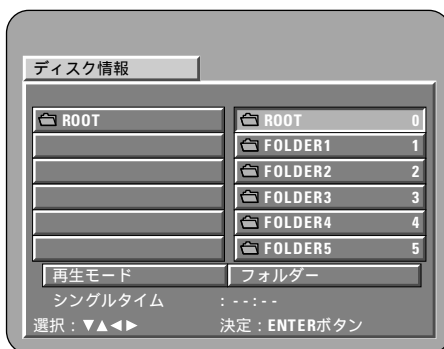 ディスク情報
ROOT ROOT 0
FOLDER1 1
FOLDER2 2
FOLDER3 3
FOLDER4 4
FOLDER5 5
再生モード フォルダー
シングルタイム : --:--
選択:▼▲◀▶ 決定:ENTERボタン